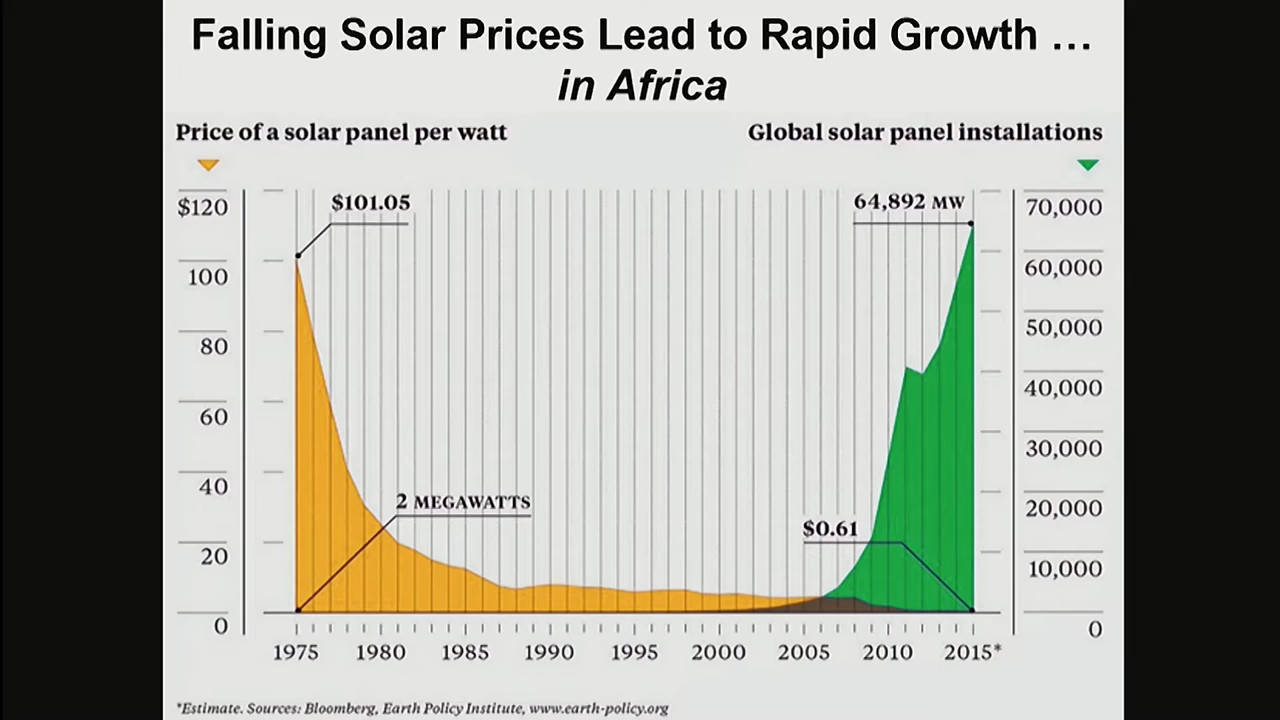 Falling Solar Prices Lead to Rapid Growth …
in Africa
Price of a solar panel per watt
Global solar panel installations
$120
100
80
60
40
20
0
$101.05
2 MEGAWATTS
64,892 MW
$0.61
70,000
60,000
50,000
40,000
30,000
20,000
10,000
0
1975 1980 1985 1990 1995 2000 2005 2010 2015*
*Estimate. Sources: Bloomberg, Earth Policy Institute, www.earth-policy.org